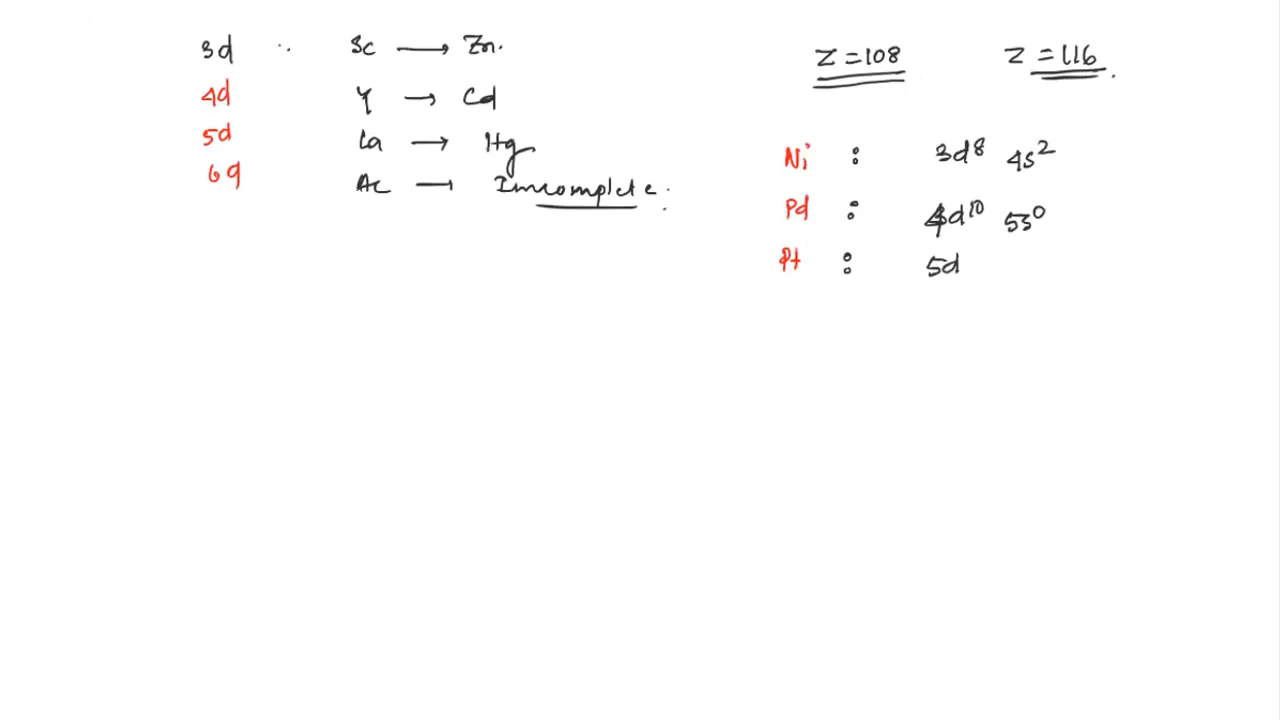 3d : Sc → Zn.
4d Y → Cd
5d La → Hg
6d Ac — Imcomplete.
Z = 108 Z = 116.
Ni : 3d8 4s2
Pd : 4d10 5s0
Pt : 5d